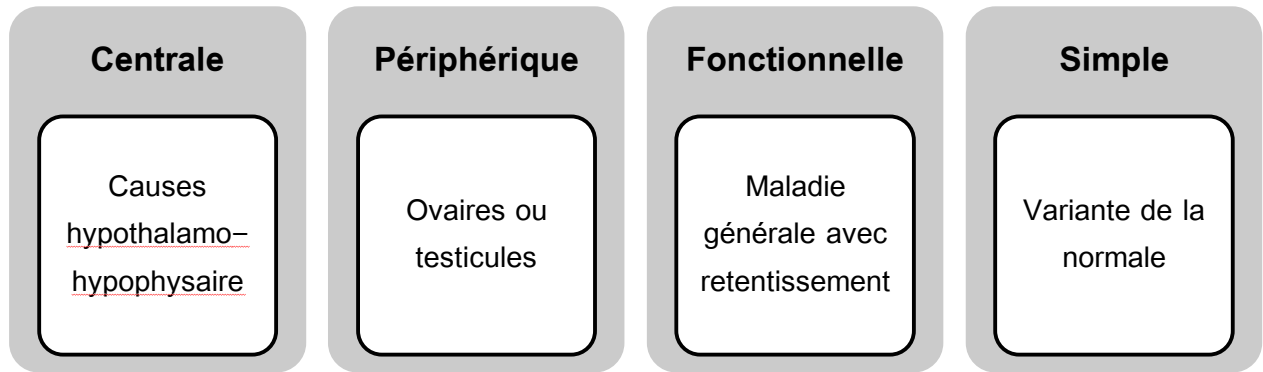 Centrale
Causes
hypothalamo–
hypophysaire
Périphérique
Ovaires ou
testicules
Fonctionnelle
Maladie
générale avec
retentissement
Simple
Variante de la
normale